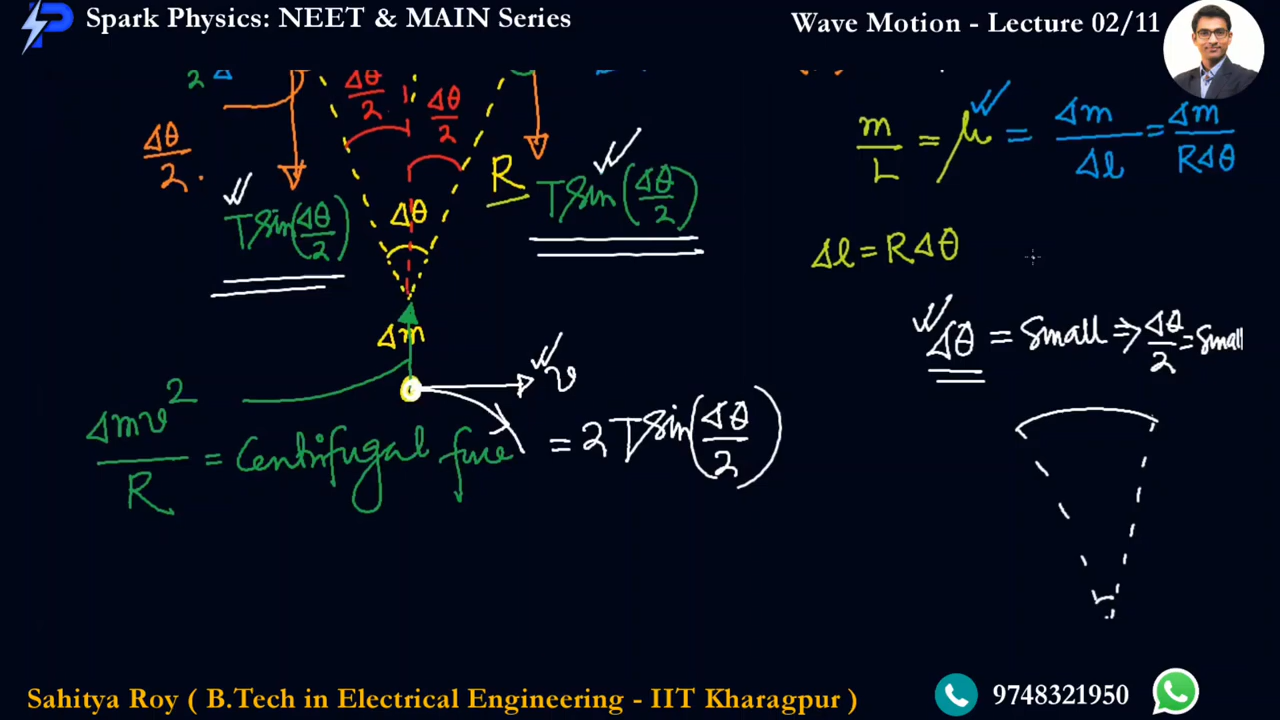 Spark Physics: NEET & MAIN Series
Wave Motion - Lecture 02/11
2
Δθ/2
Δθ/2
Δθ/2.
R
Δθ
T sin(Δθ/2)
T sin(Δθ/2)
Δm
v
Δmv²/R = Centrifugal force = 2T sin(Δθ/2)
m/L = μ = Δm/Δl = Δm/RΔθ
Δl = RΔθ
Δθ = Small ⇒ Δθ/2 = Small
Sahitya Roy ( B.Tech in Electrical Engineering - IIT Kharagpur )
9748321950